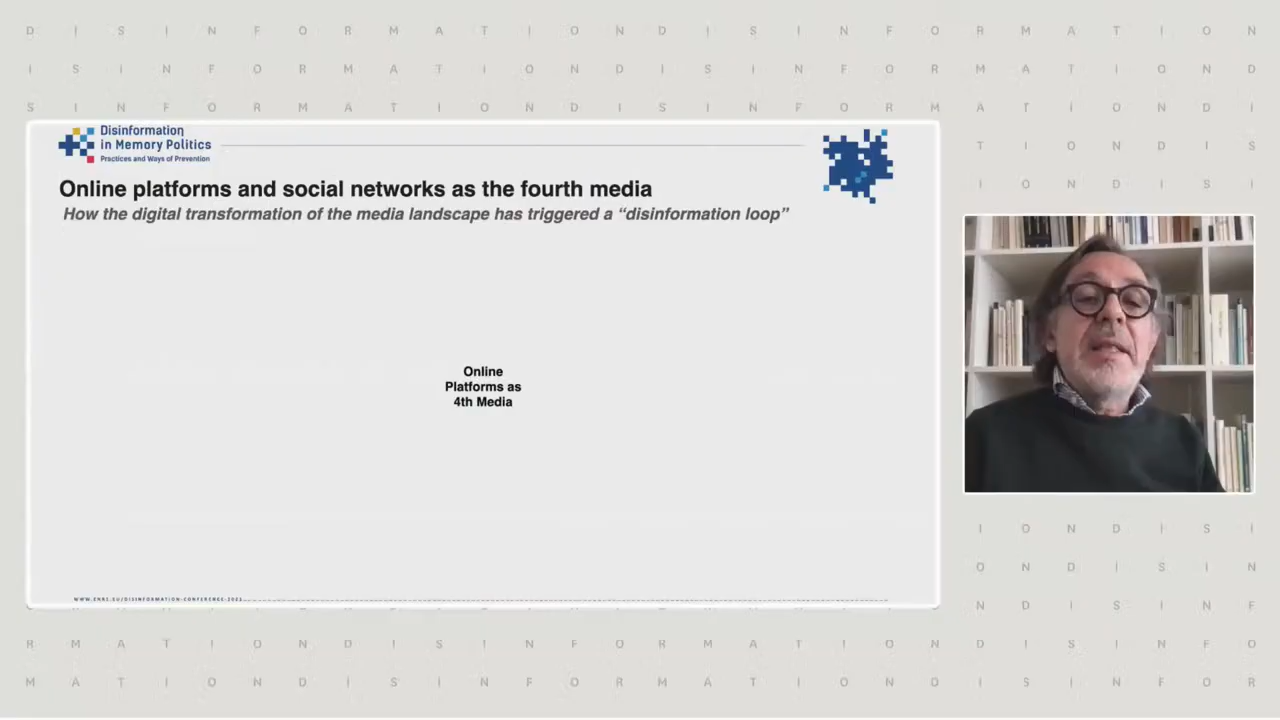 D I S I N F O R M A T I O N D I S I N F O R M A T I O N
I S I N F O R M A T I O N D I S I N F O R M A T I O N D
S I N F O R M A T I O N D I S I N F O R M A T I O N D I
Disinformation
in Memory Politics
Practices and Ways of Prevention
T I O N D I S
I O N D I S I
Online platforms and social networks as the fourth media
How the digital transformation of the media landscape has triggered a “disinformation loop”
Online
Platforms as
4th Media
I O N D I S I
O N D I S I N
N D I S I N F
R M A T I O N D I S I N F O R M A T I O N D I S I N F O
M A T I O N D I S I N F O R M A T I O N D I S I N F O R